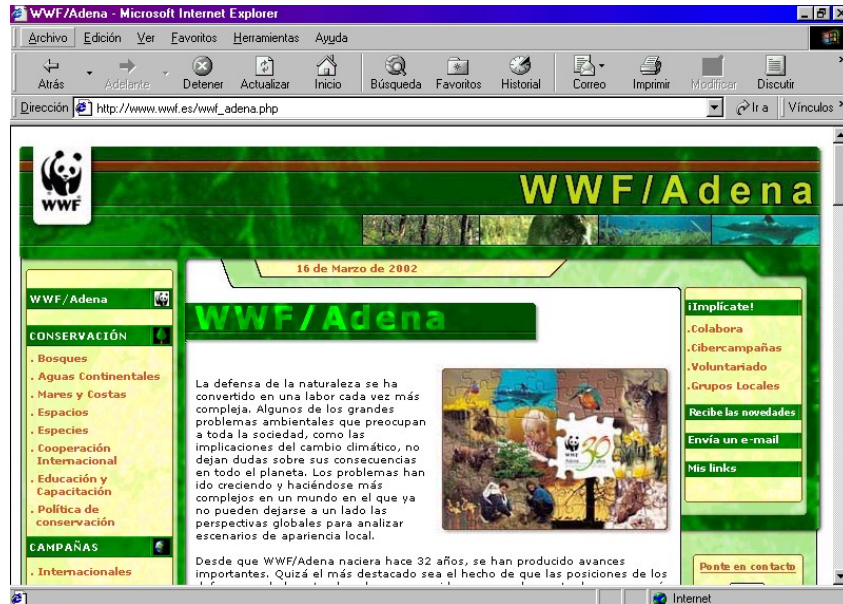 WWF/Adena - Microsoft Internet Explorer
Archivo Edición Ver Favoritos Herramientas Ayuda
Atrás Adelante Detener Actualizar Inicio Búsqueda Favoritos Historial Correo Imprimir Modificar Discutir
Dirección http://www.wwf.es/wwf_adena.php Ir a Vínculos
WWF
WWF/Adena
16 de Marzo de 2002
WWF/Adena
CONSERVACIÓN
. Bosques
. Aguas Continentales
. Mares y Costas
. Espacios
. Especies
. Cooperación
Internacional
. Educación y
Capacitación
. Política de
conservación
CAMPAÑAS
. Internacionales
WWF/Adena
La defensa de la naturaleza se ha
convertido en una labor cada vez más
compleja. Algunos de los grandes
problemas ambientales que preocupan
a toda la sociedad, como las
implicaciones del cambio climático, no
dejan dudas sobre sus consecuencias
en todo el planeta. Los problemas han
ido creciendo y haciéndose más
complejos en un mundo en el que ya
no pueden dejarse a un lado las
perspectivas globales para analizar
escenarios de apariencia local.
WWF
30
Desde que WWF/Adena naciera hace 32 años, se han producido avances
importantes. Quizá el más destacado sea el hecho de que las posiciones de los
¡Implícate!
.Colabora
.Cibercampañas
.Voluntariado
.Grupos Locales
Recibe las novedades
Envía un e-mail
Mis links
Ponte en contacto
Internet